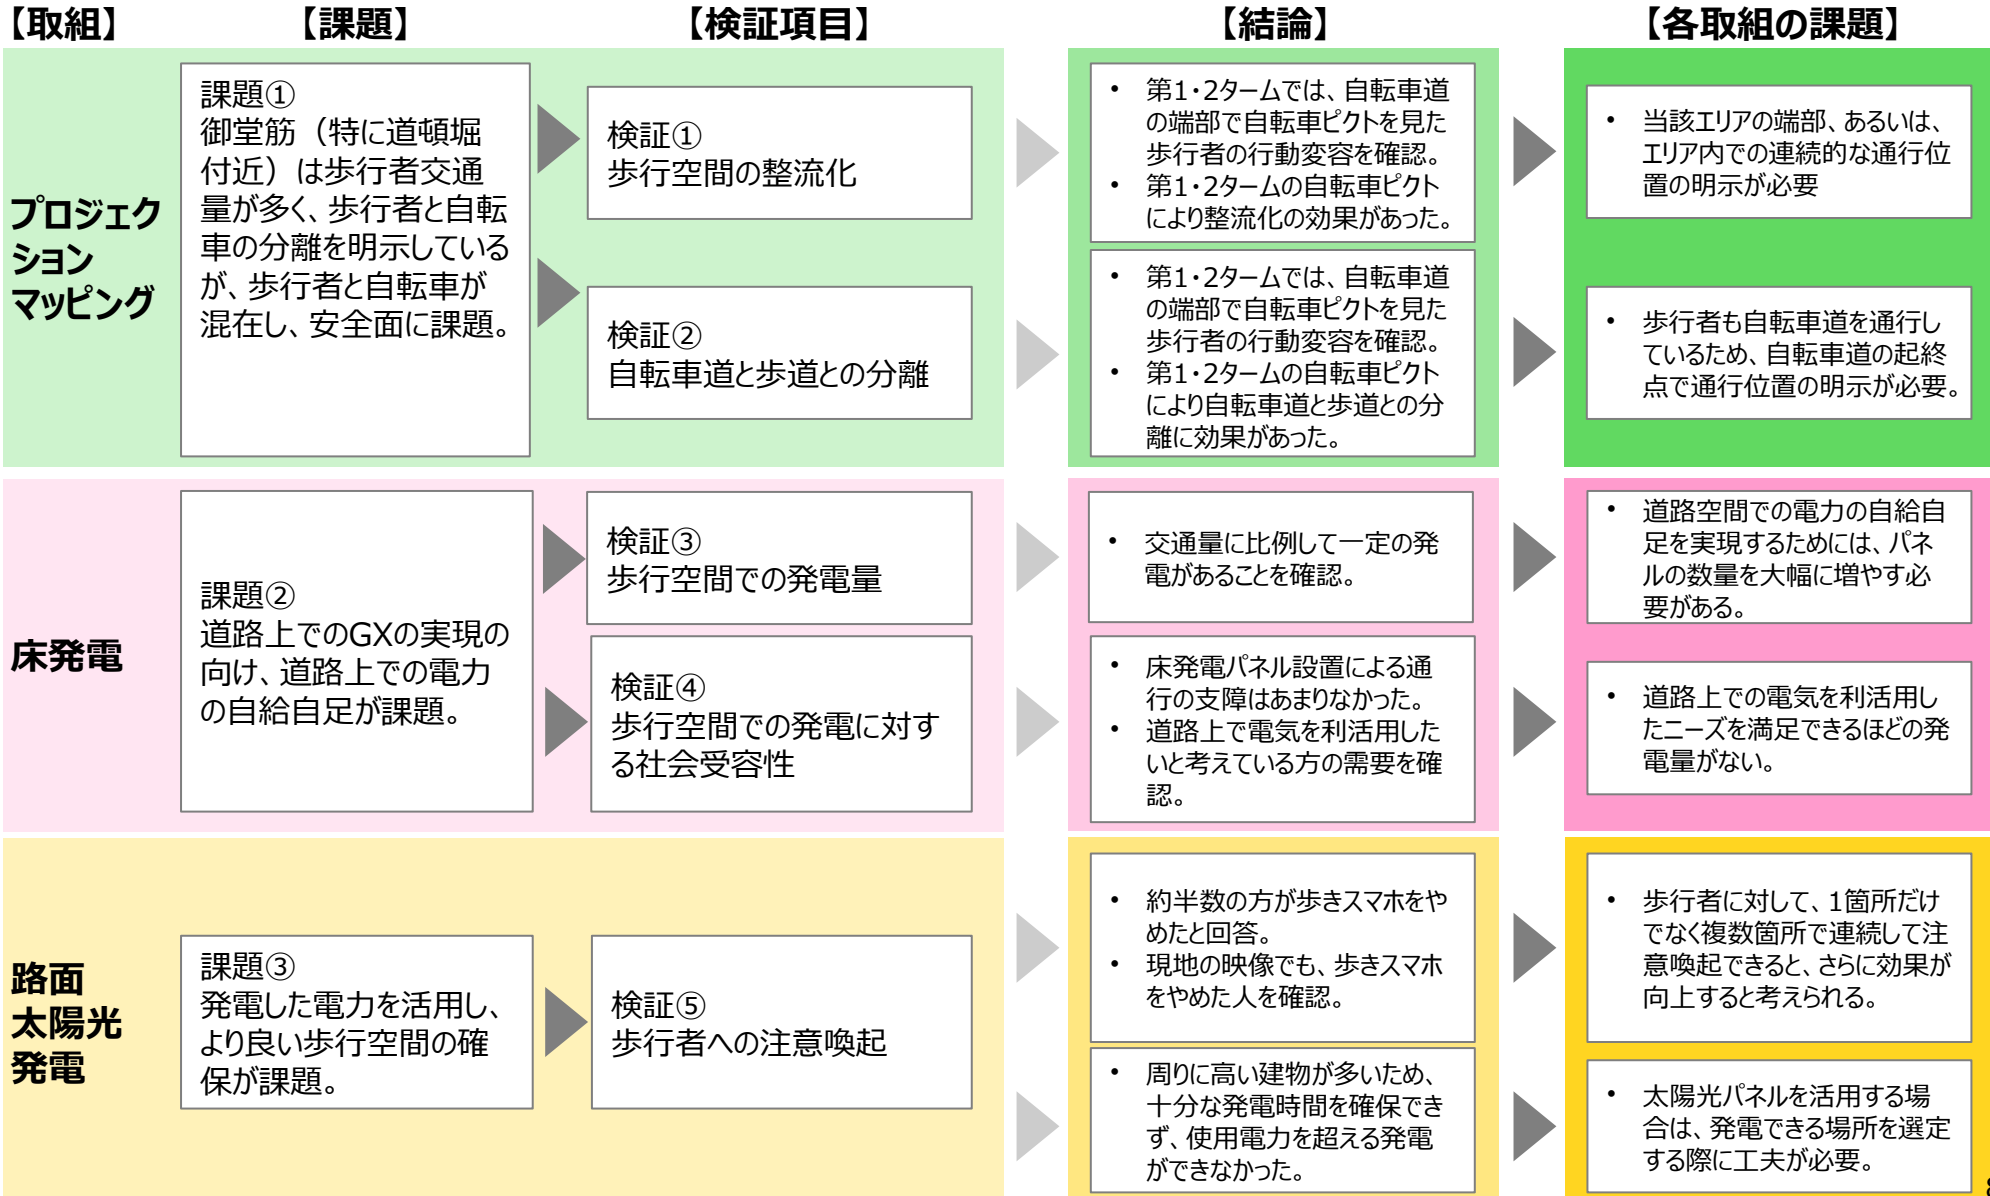 【取組】
【課題】
【検証項目】
【結論】
【各取組の課題】
プロジェク
ション
マッピング
課題①
御堂筋（特に道頓堀
付近）は歩行者交通
量が多く、歩行者と自転
車の分離を明示している
が、歩行者と自転車が
混在し、安全面に課題。
検証①
歩行空間の整流化
• 第1・2タームでは、自転車道
の端部で自転車ピクトを見た
歩行者の行動変容を確認。
• 第1・2タームの自転車ピクト
により整流化の効果があった。
• 当該エリアの端部、あるいは、
エリア内での連続的な通行位
置の明示が必要
検証②
自転車道と歩道との分離
• 第1・2タームでは、自転車道
の端部で自転車ピクトを見た
歩行者の行動変容を確認。
• 第1・2タームの自転車ピクト
により自転車道と歩道との分
離に効果があった。
• 歩行者も自転車道を通行し
ているため、自転車道の起終
点で通行位置の明示が必要。
床発電
課題②
道路上でのGXの実現の
向け、道路上での電力
の自給自足が課題。
検証③
歩行空間での発電量
• 交通量に比例して一定の発
電があることを確認。
• 道路空間での電力の自給自
足を実現するためには、パネ
ルの数量を大幅に増やす必
要がある。
検証④
歩行空間での発電に対す
る社会受容性
• 床発電パネル設置による通
行の支障はあまりなかった。
• 道路上で電気を利活用した
いと考えている方の需要を確
認。
• 道路上での電気を利活用し
たニーズを満足できるほどの発
電量がない。
路面
太陽光
発電
課題③
発電した電力を活用し、
より良い歩行空間の確
保が課題。
検証⑤
歩行者への注意喚起
• 約半数の方が歩きスマホをや
めたと回答。
• 現地の映像でも、歩きスマホ
をやめた人を確認。
• 歩行者に対して、1箇所だけ
でなく複数箇所で連続して注
意喚起できると、さらに効果が
向上すると考えられる。
• 周りに高い建物が多いため、
十分な発電時間を確保でき
ず、使用電力を超える発電
ができなかった。
• 太陽光パネルを活用する場
合は、発電できる場所を選定
する際に工夫が必要。